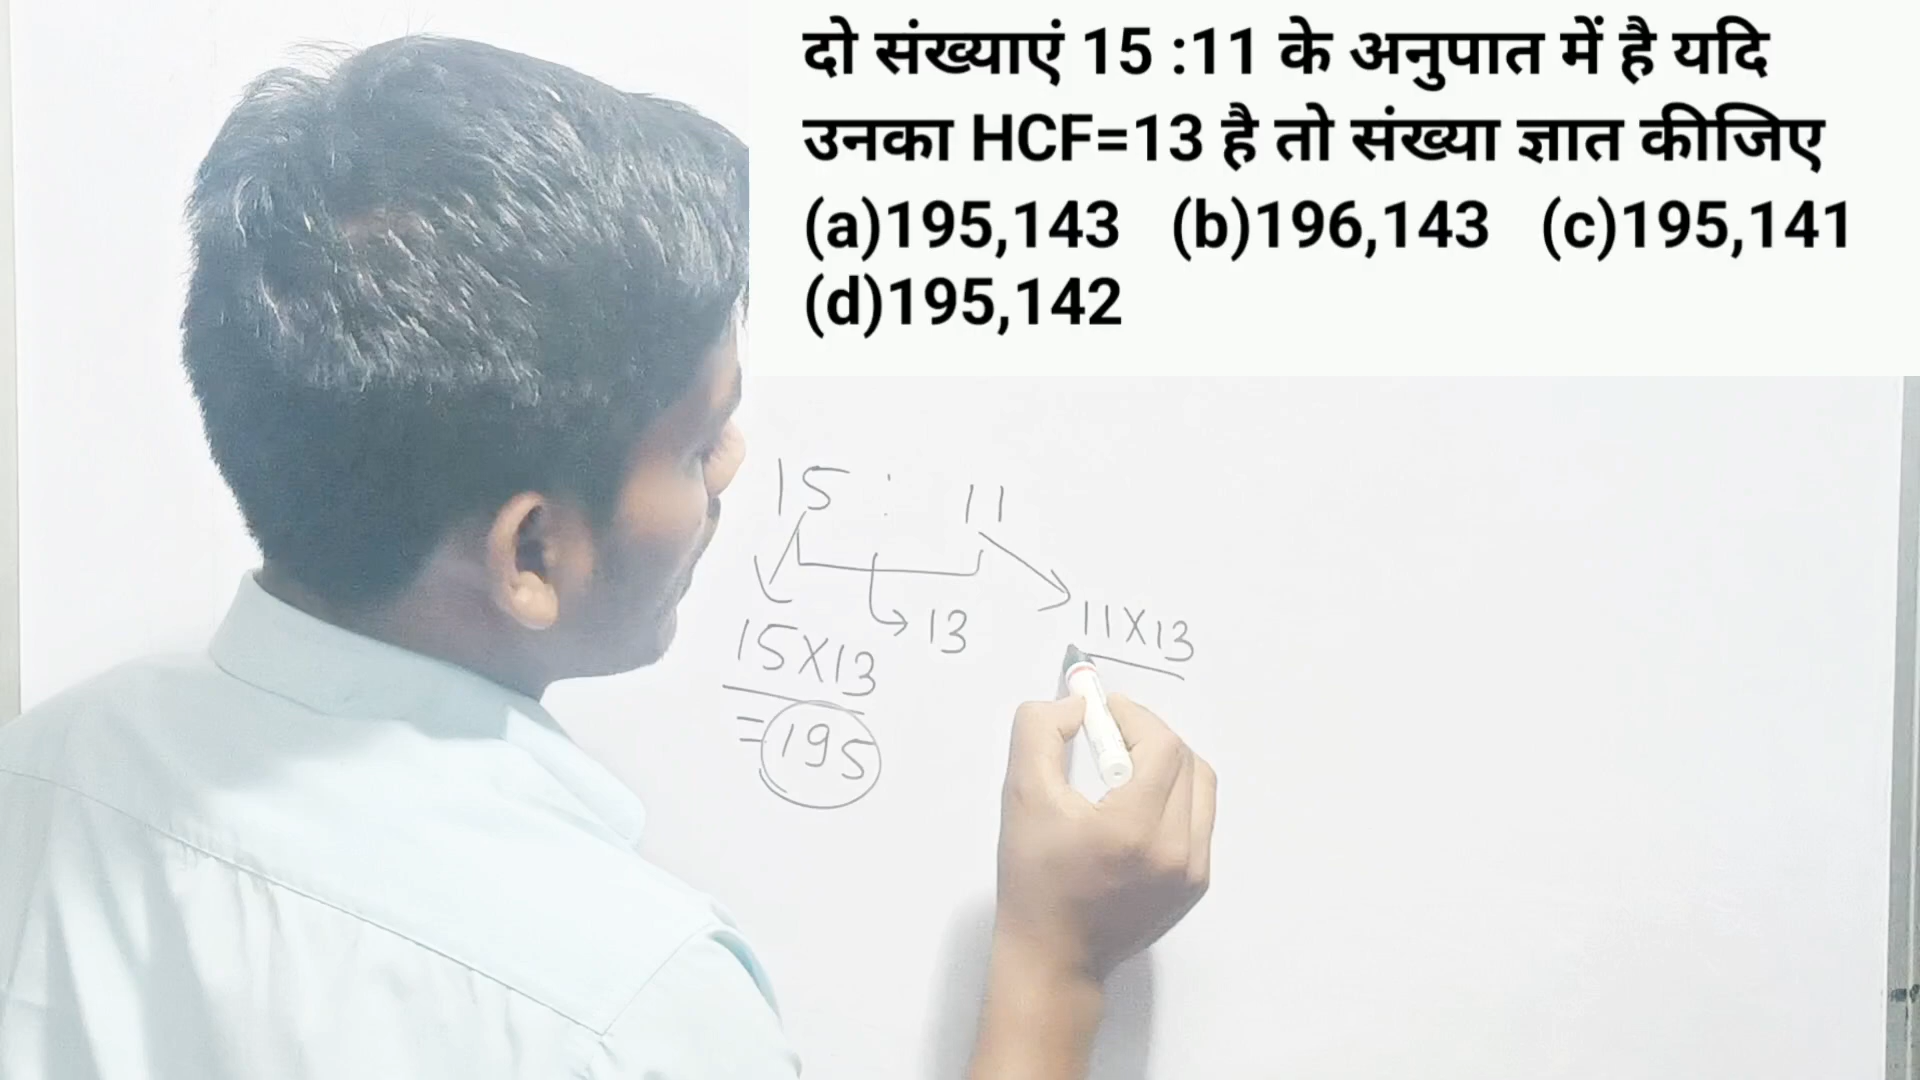 दो संख्याएं 15 :11 के अनुपात में है यदि
उनका HCF=13 है तो संख्या ज्ञात कीजिए
(a)195,143 (b)196,143 (c)195,141
(d)195,142
15 : 11
13
15X13
=195
11X13